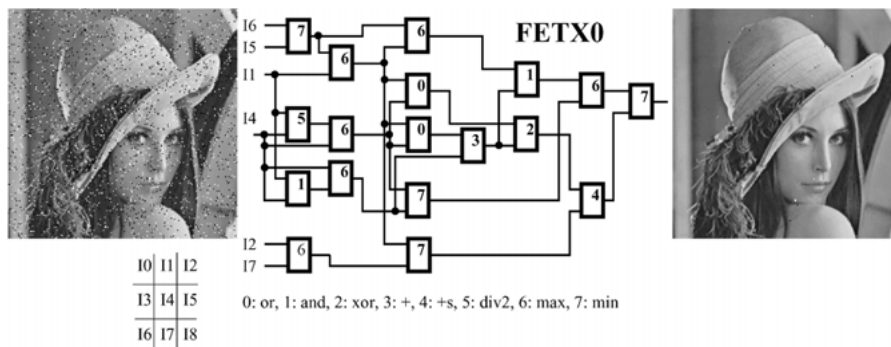 I6
I5
I1
I4
I2
I7
7
6
6
5
6
1
6
6
0
0
7
7
3
1
2
6
4
7
FETX0
I0 I1 I2
I3 I4 I5
I6 I7 I8
0: or, 1: and, 2: xor, 3: +, 4: +s, 5: div2, 6: max, 7: min